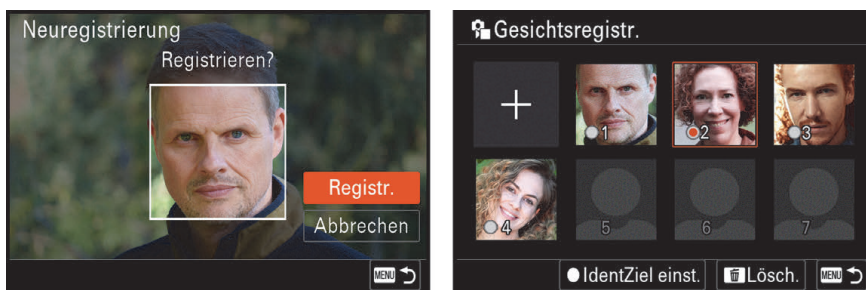 Neuregistrierung
Registrieren?
Registr.
Abbrechen
MENU
Gesichtsregistr.
1
2
3
4
5
6
7
IdentZiel einst.
Lösch.
MENU